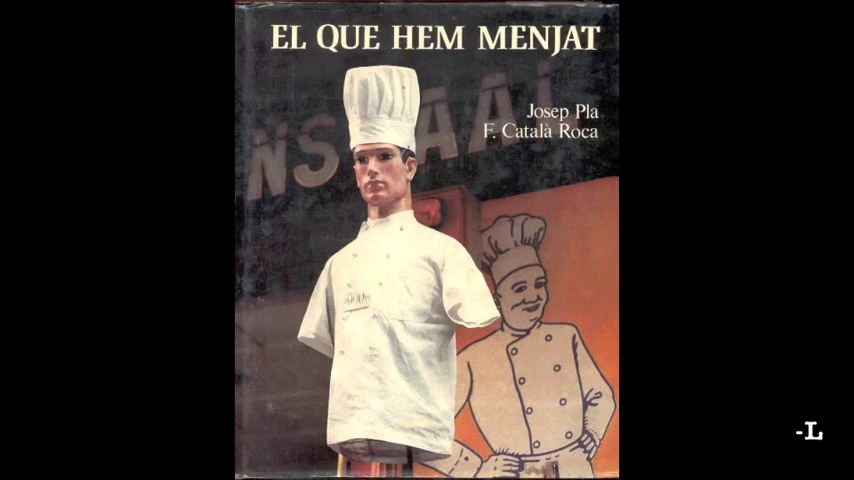 EL QUE HEM MENJAT
Josep Pla
F. Català Roca
-L